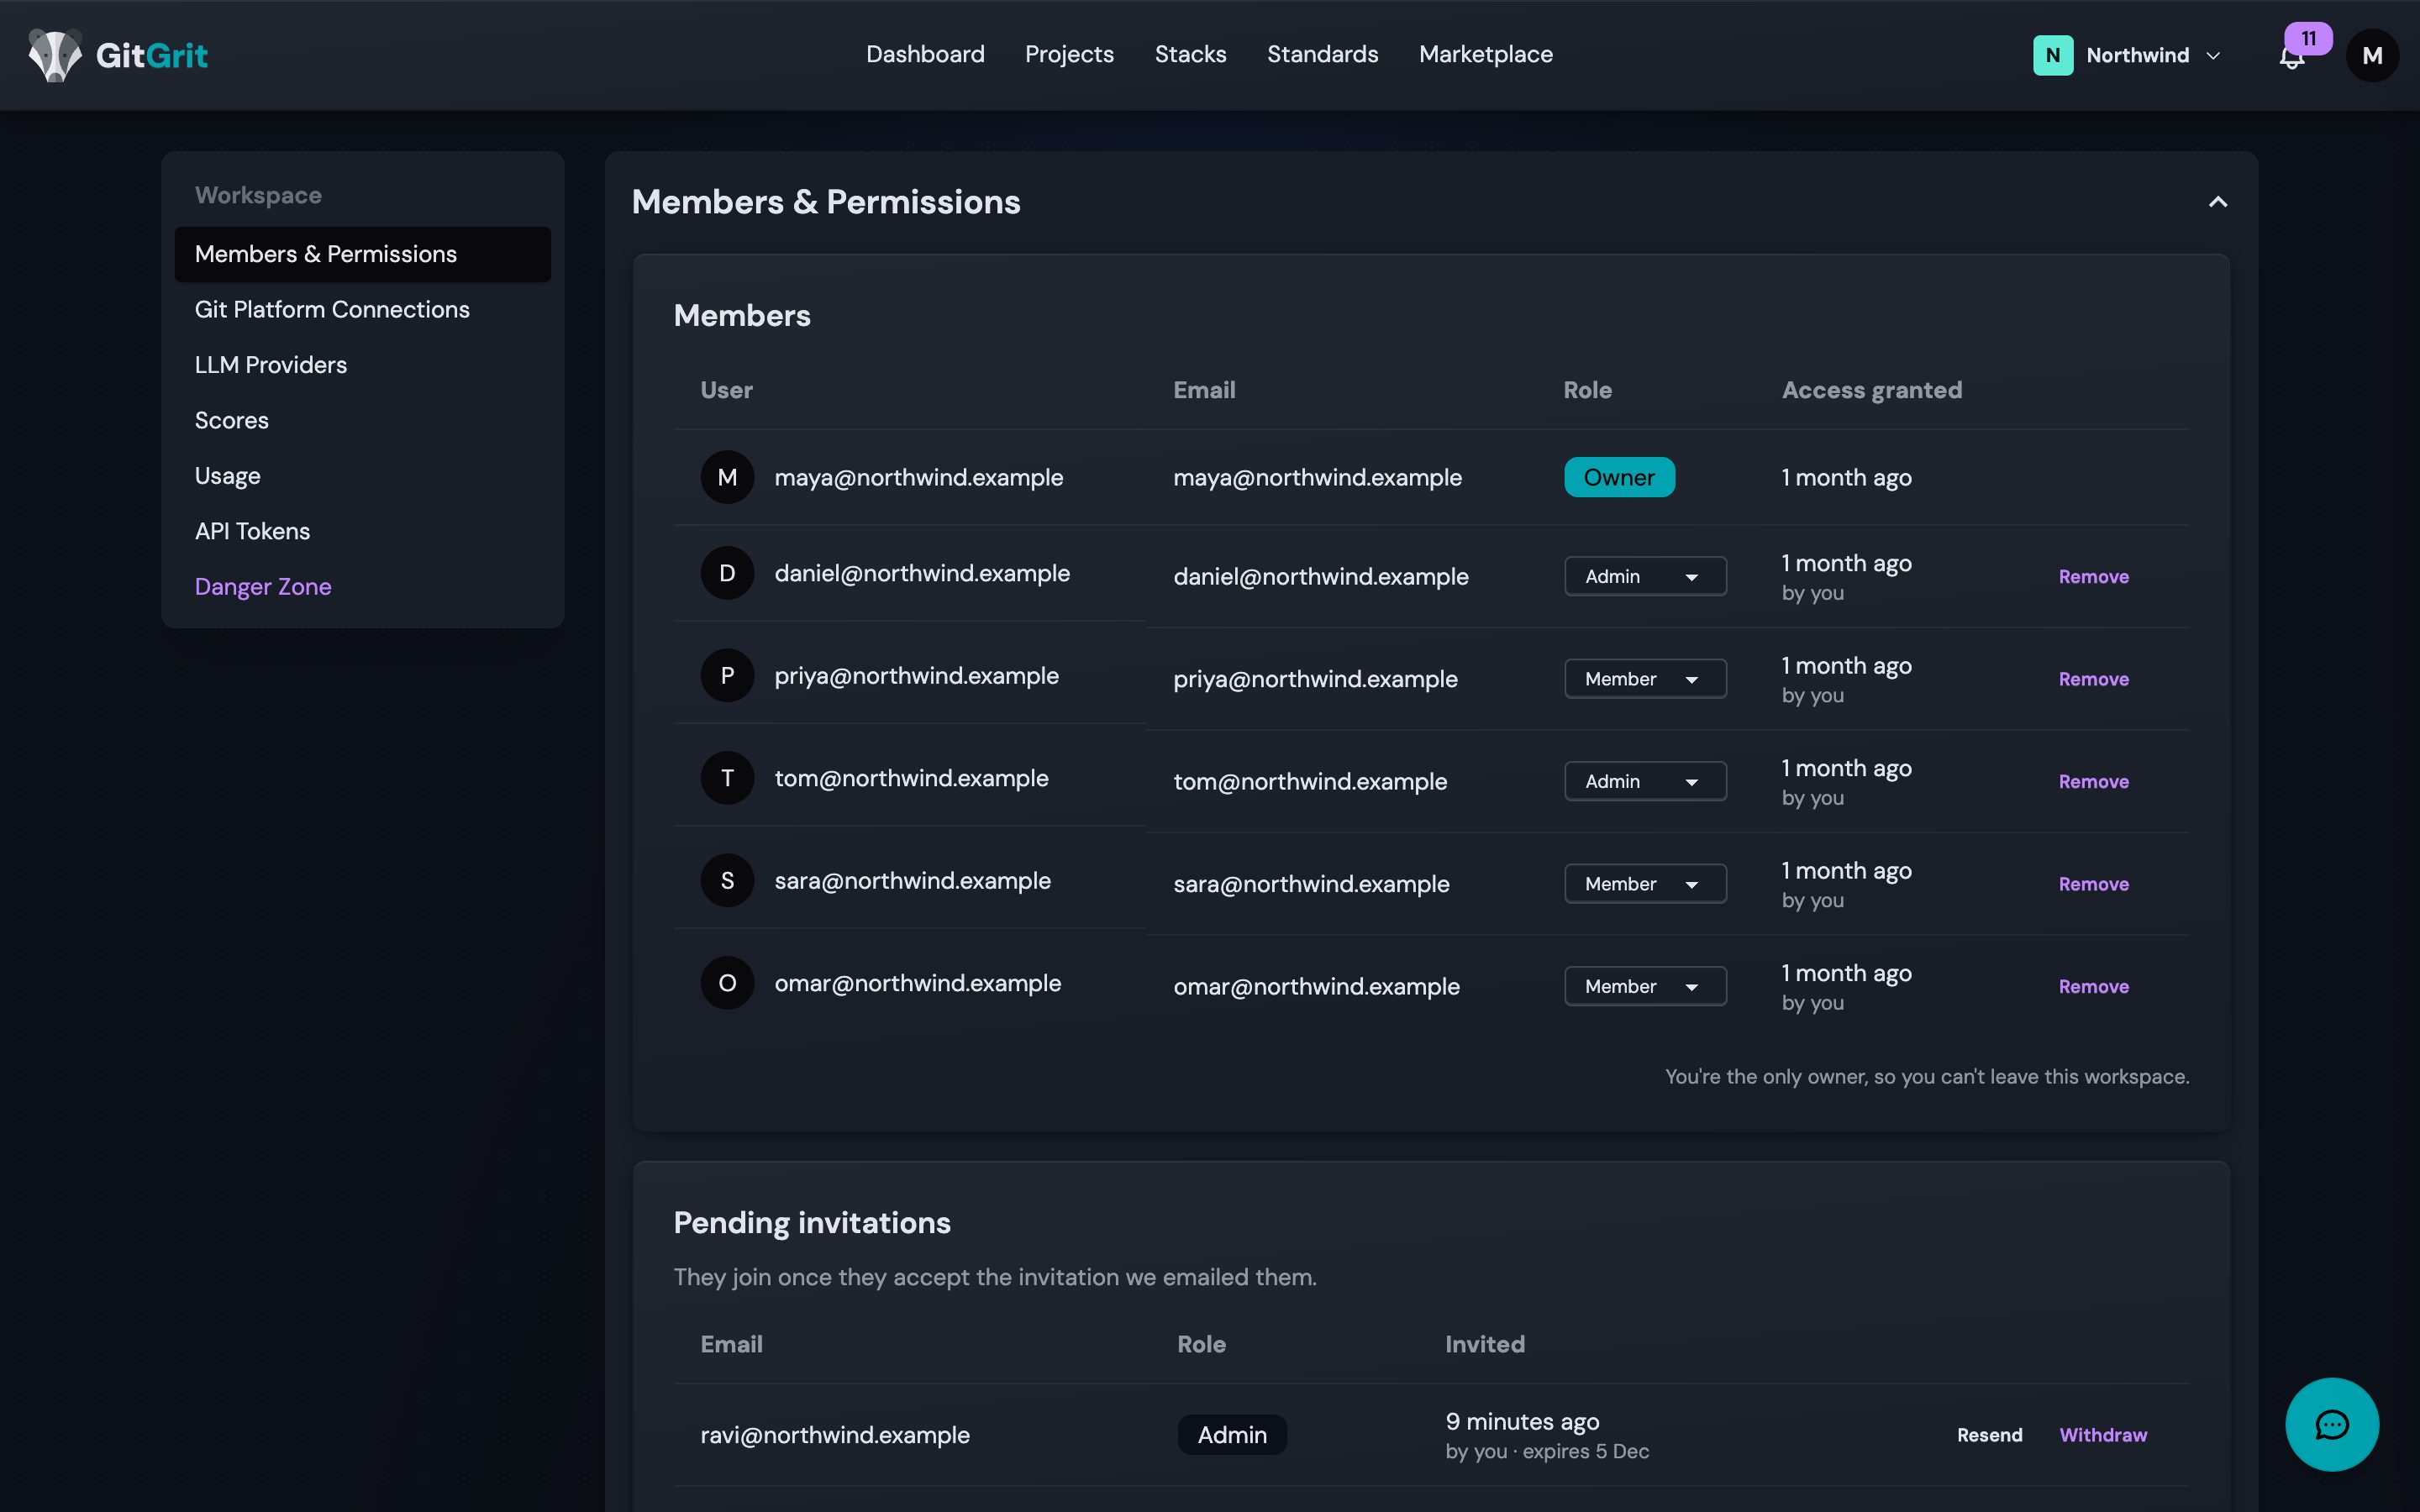 GitGrit
Dashboard
Projects
Stacks
Standards
Marketplace
N
Northwind
11
M
Workspace
Members & Permissions
Git Platform Connections
LLM Providers
Scores
Usage
API Tokens
Danger Zone
Members & Permissions
Members
User Email Role Access granted
M maya@northwind.example maya@northwind.example Owner 1 month ago
D daniel@northwind.example daniel@northwind.example Admin 1 month ago
by you
Remove
P priya@northwind.example priya@northwind.example Member 1 month ago
by you
Remove
T tom@northwind.example tom@northwind.example Admin 1 month ago
by you
Remove
S sara@northwind.example sara@northwind.example Member 1 month ago
by you
Remove
O omar@northwind.example omar@northwind.example Member 1 month ago
by you
Remove
You're the only owner, so you can't leave this workspace.
Pending invitations
They join once they accept the invitation we emailed them.
Email Role Invited
ravi@northwind.example Admin 9 minutes ago
by you · expires 5 Dec
Resend Withdraw